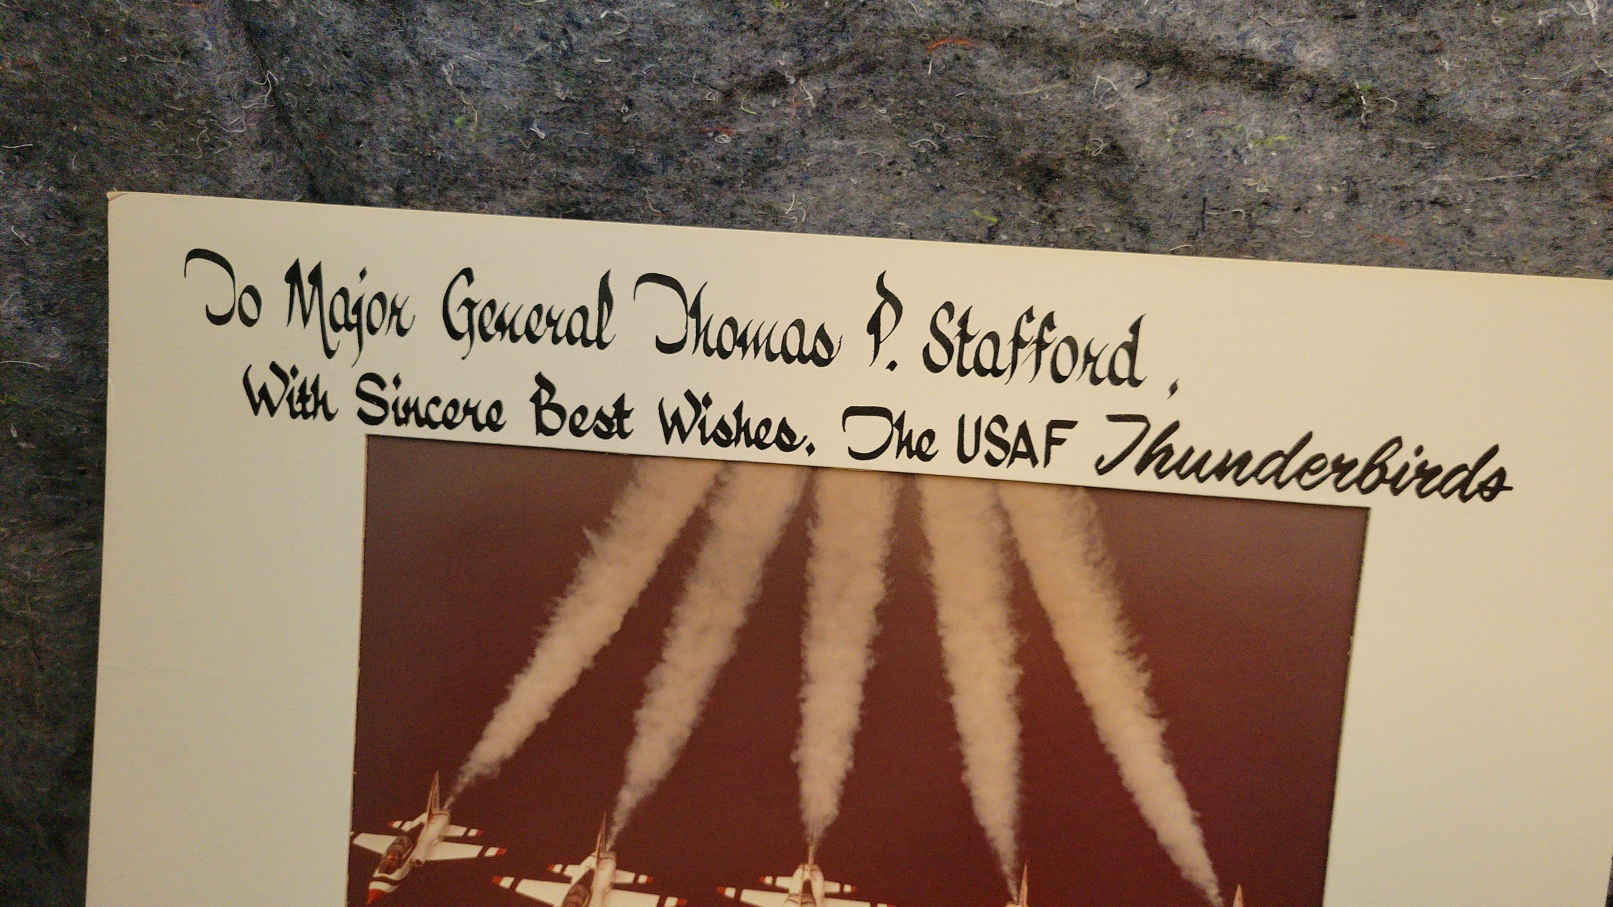 To Major General Thomas P. Stafford,
With Sincere Best Wishes. The USAF Thunderbirds